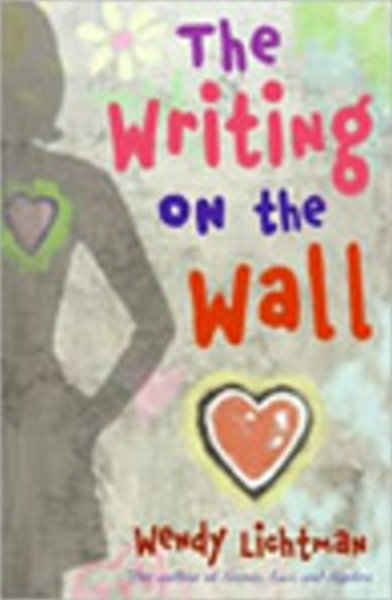 The
Writing
on the
Wall
Wendy Lichtman
The author of Secrets, Lies, and Algebra